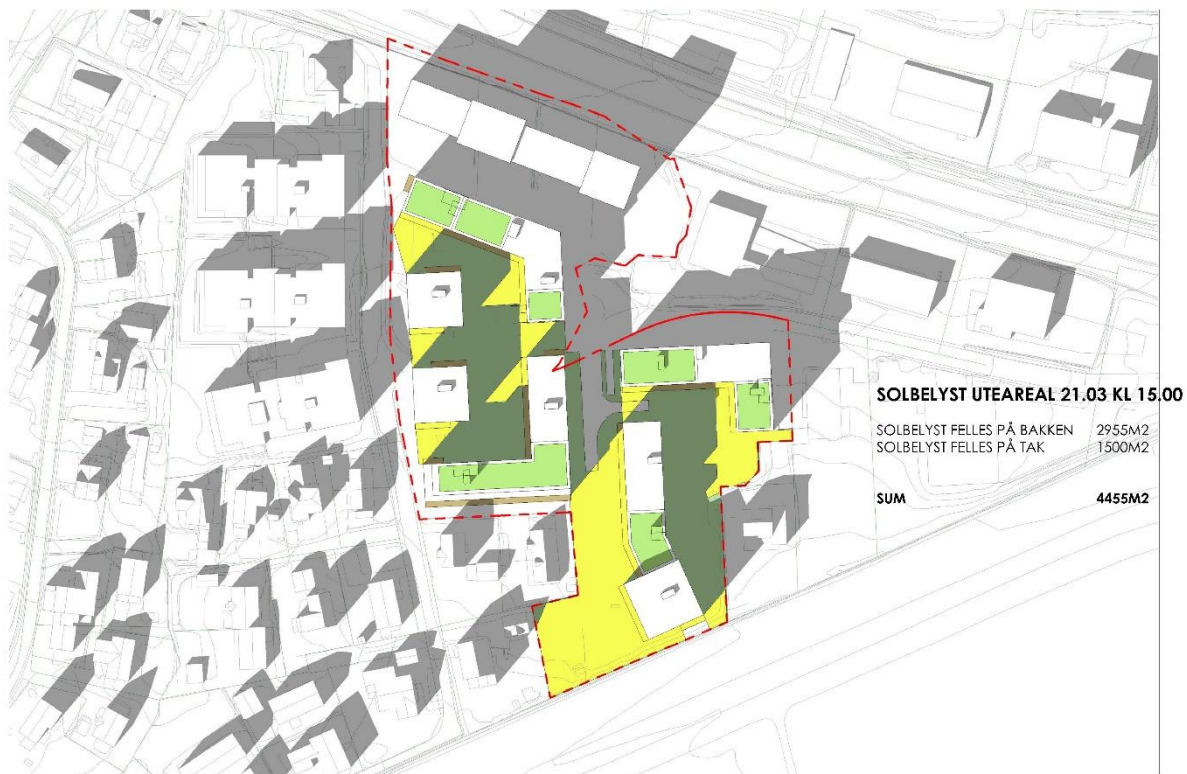 SOLBELYST UTEAREAL 21.03 KL 15.00
SOLBELYST FELLES PÅ BAKKEN 2955M2
SOLBELYST FELLES PÅ TAK 1500M2
SUM 4455M2